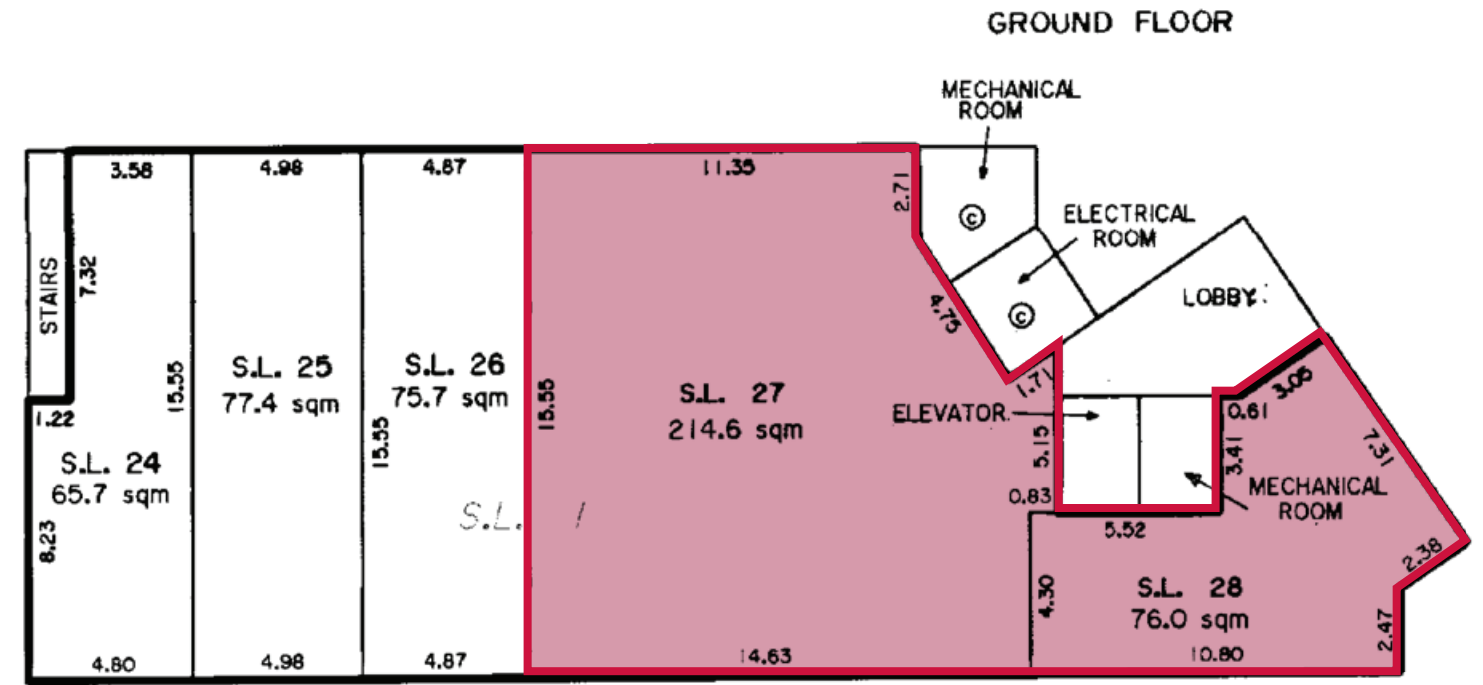 GROUND FLOOR
MECHANICAL
ROOM
3.58
4.98
4.87
11.35
2.71
C
ELECTRICAL
ROOM
STAIRS
7.32
C
LOBBY
4.75
S.L. 25
77.4 sqm
S.L. 26
75.7 sqm
15.55
15.55
15.55
S.L. 27
214.6 sqm
1.71
3.05
ELEVATOR
0.61
1.22
5.15
3.41
7.31
S.L. 24
65.7 sqm
0.83
MECHANICAL
ROOM
S.L. 1
5.52
8.23
2.38
4.30
S.L. 28
76.0 sqm
2.47
4.80
4.98
4.87
14.63
10.80